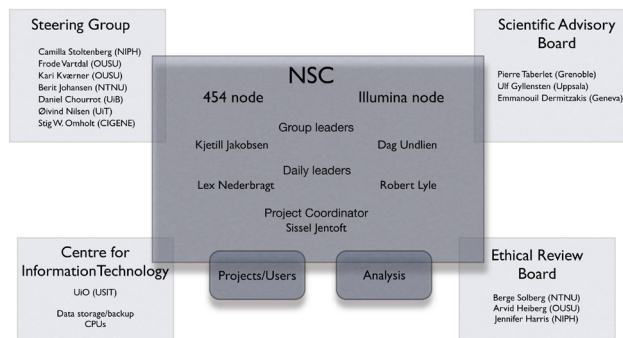 Steering Group
Camilla Stoltenberg (NIPH)
Frode Vartdal (OUSU)
Kari Kværner (OUSU)
Berit Johansen (NTNU)
Daniel Chourrot (UiB)
Øivind Nilsen (UiT)
Stig W. Omholt (CIGENE)
Scientific Advisory
Board
Pierre Taberlet (Grenoble)
Ulf Gyllensten (Uppsala)
Emmanouil Dermitzakis (Geneva)
NSC
454 node Illumina node
Group leaders
Kjetill Jakobsen Dag Undlien
Daily leaders
Lex Nederbragt Robert Lyle
Project Coordinator
Sissel Jentoft
Centre for
InformationTechnology
UiO (USIT)
Data storage/backup
CPUs
Projects/Users
Analysis
Ethical Review
Board
Berge Solberg (NTNU)
Arvid Heiberg (OUSU)
Jennifer Harris (NIPH)